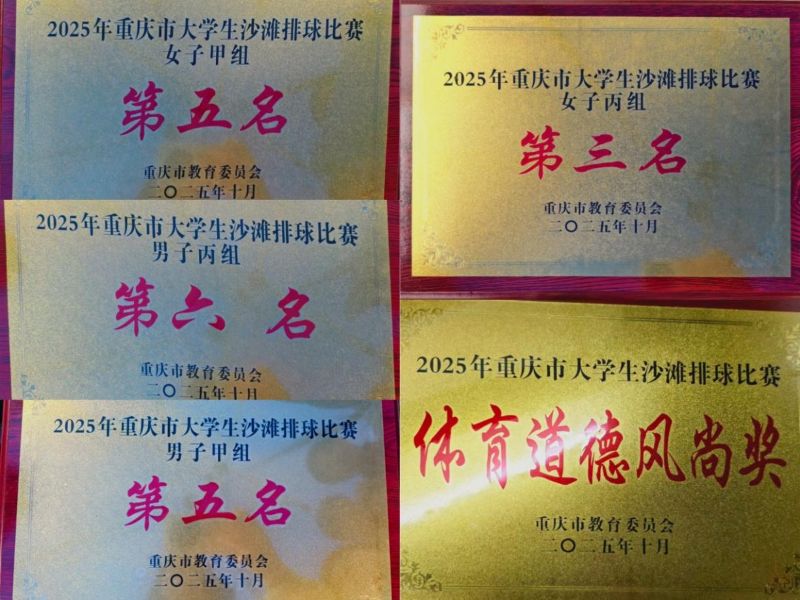 2025年重庆市大学生沙滩排球比赛
女子甲组
第五名
重庆市教育委员会
二〇二五年十月
2025年重庆市大学生沙滩排球比赛
男子丙组
第六名
重庆市教育委员会
二〇二五年十月
2025年重庆市大学生沙滩排球比赛
男子甲组
第五名
重庆市教育委员会
二〇二五年十月
2025年重庆市大学生沙滩排球比赛
女子丙组
第三名
重庆市教育委员会
二〇二五年十月
2025年重庆市大学生沙滩排球比赛
体育道德风尚奖
重庆市教育委员会
二〇二五年十月